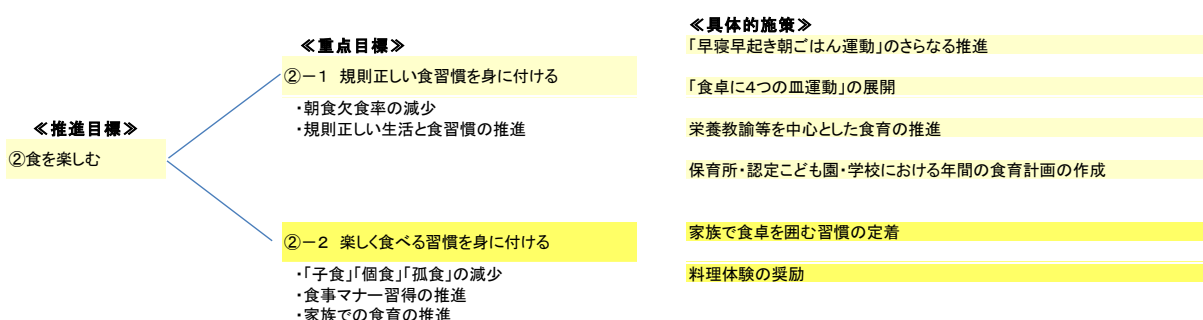 ≪推進目標≫
②食を楽しむ
≪重点目標≫
②－１ 規則正しい食習慣を身に付ける
・朝食欠食率の減少
・規則正しい生活と食習慣の推進
②－２ 楽しく食べる習慣を身に付ける
・「子食」「個食」「孤食」の減少
・食事マナー習得の推進
・家族での食育の推進
≪具体的施策≫
「早寝早起き朝ごはん運動」のさらなる推進
「食卓に4つの皿運動」の展開
栄養教諭等を中心とした食育の推進
保育所・認定こども園・学校における年間の食育計画の作成
家族で食卓を囲む習慣の定着
料理体験の奨励